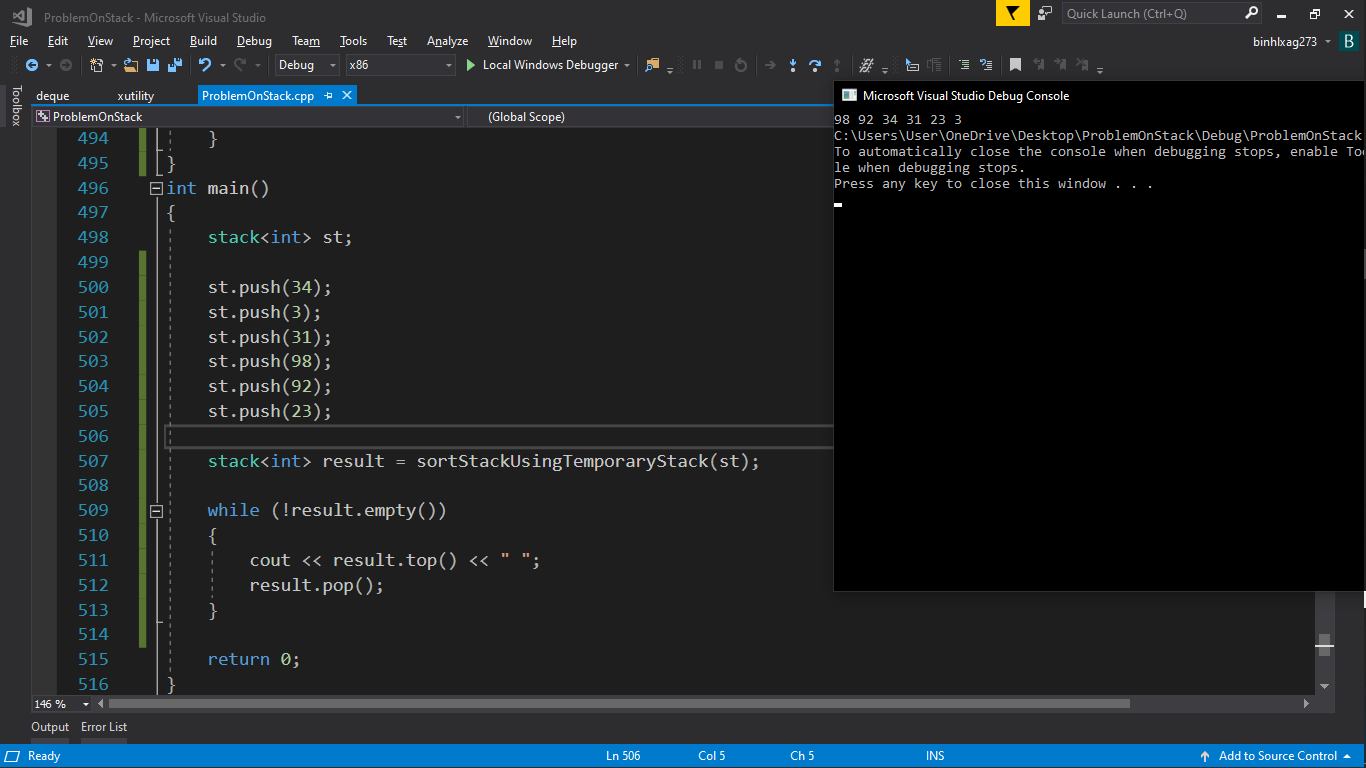 ProblemOnStack - Microsoft Visual Studio
Quick Launch (Ctrl+Q)
File Edit View Project Build Debug Team Tools Test Analyze Window Help
binhlxag273 B
Debug x86 Local Windows Debugger
Toolbox
deque xutility ProblemOnStack.cpp
ProblemOnStack (Global Scope)
494 }
495 }
496 int main()
497 {
498 stack<int> st;
499
500 st.push(34);
501 st.push(3);
502 st.push(31);
503 st.push(98);
504 st.push(92);
505 st.push(23);
506
507 stack<int> result = sortStackUsingTemporaryStack(st);
508
509 while (!result.empty())
510 {
511 cout << result.top() << " ";
512 result.pop();
513 }
514
515 return 0;
516 }
Microsoft Visual Studio Debug Console
98 92 34 31 23 3
C:\Users\User\OneDrive\Desktop\ProblemOnStack\Debug\ProblemOnStack
To automatically close the console when debugging stops, enable Too
le when debugging stops.
Press any key to close this window . . .
146 %
Output Error List
Ready Ln 506 Col 5 Ch 5 INS Add to Source Control